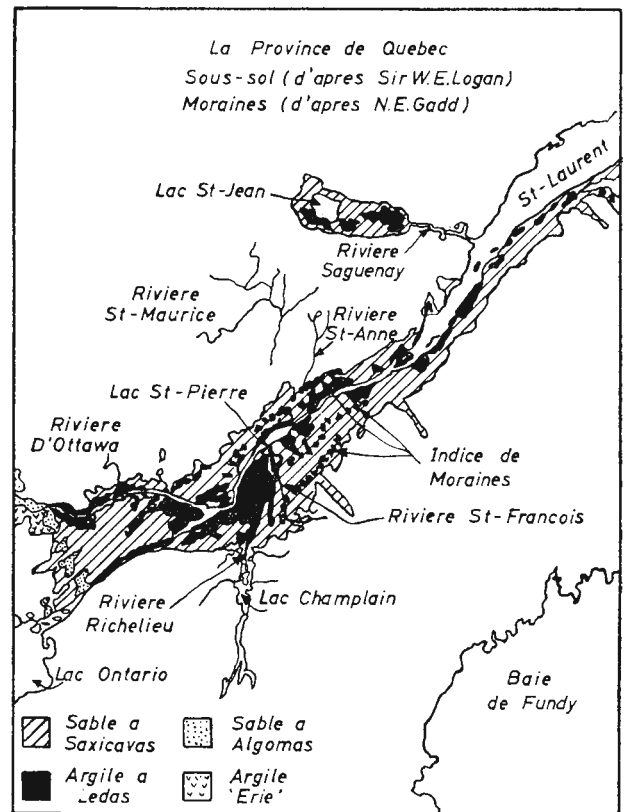 La Province de Quebec
Sous-sol (d'apres Sir W.E.Logan)
Moraines (d'apres N.E.Gadd)
St-Laurent
Lac St-Jean
Riviere
Saguenay
Riviere
St-Maurice
Riviere
St-Anne
Lac St-Pierre
Riviere
D'Ottawa
Indice de
Moraines
Riviere St-Francois
Riviere
Richelieu
Lac Champlain
Lac Ontario
Baie
de Fundy
Sable a
Saxicavas
Sable a
Algomas
Argile a
Ledas
Argile
'Erie'